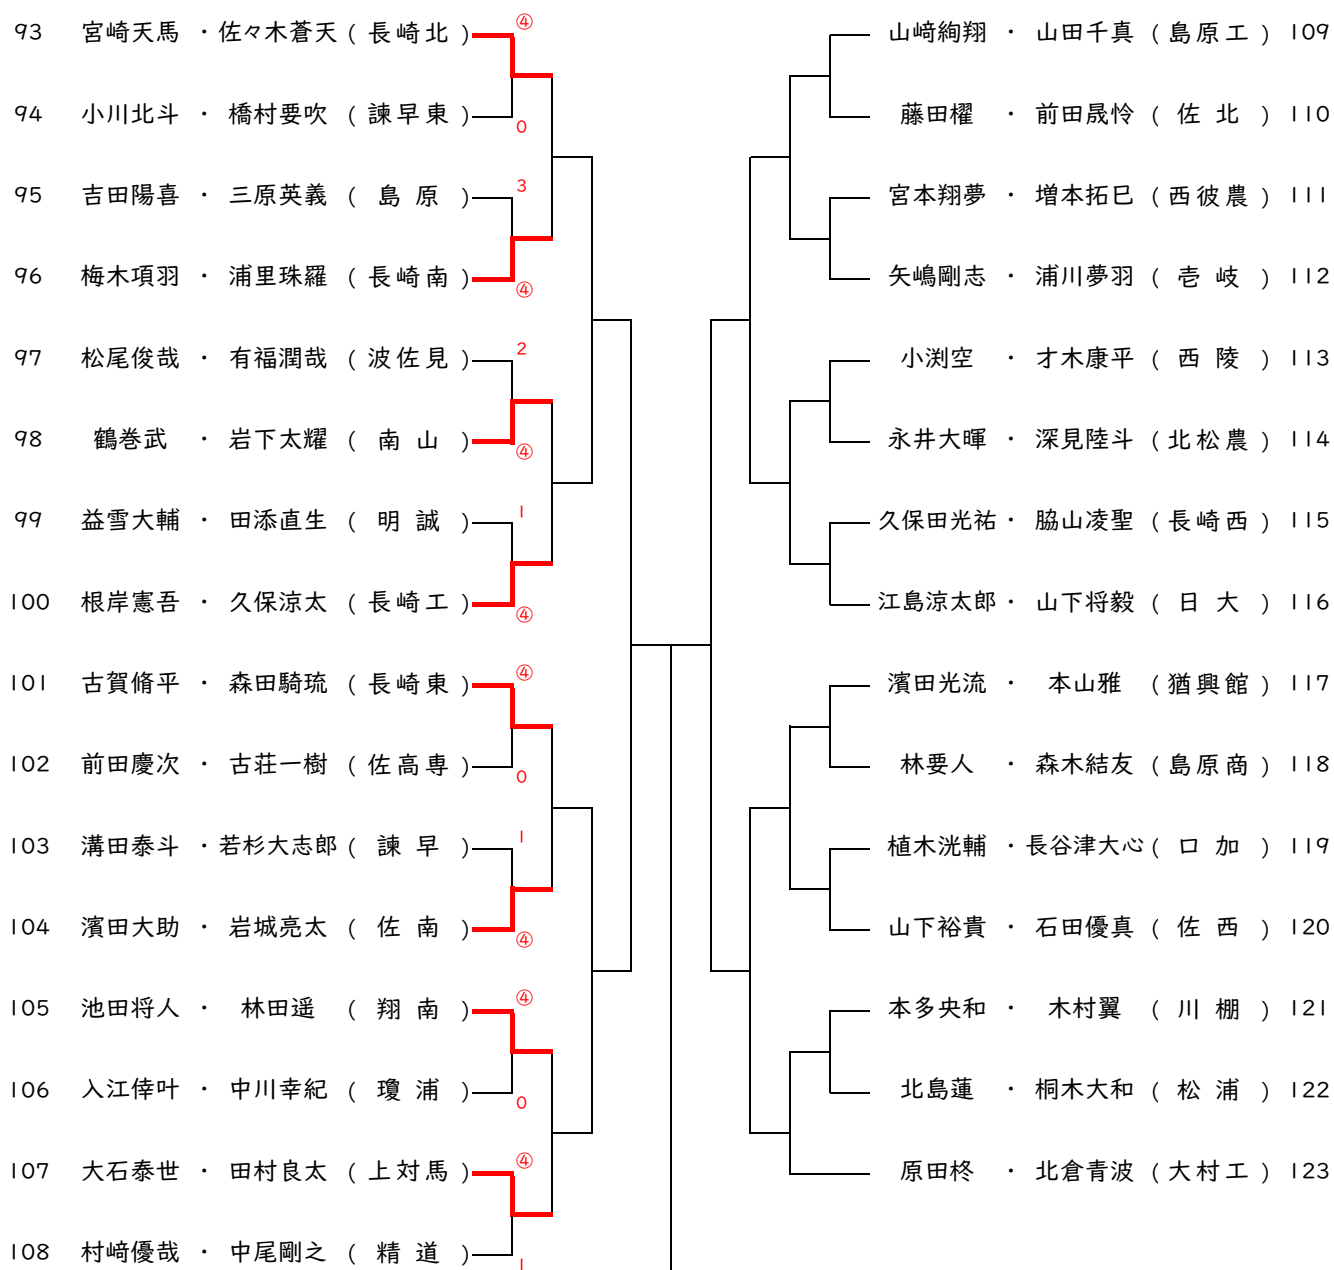 93 宮崎天馬 ・ 佐々木蒼天 ( 長崎北 ) ④
94 小川北斗 ・ 橋村要吹 ( 諫早東 ) 0
95 吉田陽喜 ・ 三原英義 ( 島原 ) 3
96 梅木項羽 ・ 浦里珠羅 ( 長崎南 ) ④
97 松尾俊哉 ・ 有福潤哉 ( 波佐見 ) 2
98 鶴巻武 ・ 岩下太耀 ( 南山 ) ④
99 益雪大輔 ・ 田添直生 ( 明誠 ) 1
100 根岸憲吾 ・ 久保涼太 ( 長崎工 ) ④
101 古賀脩平 ・ 森田騎琉 ( 長崎東 ) ④
102 前田慶次 ・ 古荘一樹 ( 佐高専 ) 0
103 溝田泰斗 ・ 若杉大志郎 ( 諫早 ) 1
104 濱田大助 ・ 岩城亮太 ( 佐南 ) ④
105 池田将人 ・ 林田遥 ( 翔南 ) ④
106 入江倖叶 ・ 中川幸紀 ( 瓊浦 ) 0
107 大石泰世 ・ 田村良太 ( 上対馬 ) ④
108 村﨑優哉 ・ 中尾剛之 ( 精道 ) 1
山﨑絢翔 ・ 山田千真 ( 島原工 ) 109
藤田櫂 ・ 前田晟怜 ( 佐北 ) 110
宮本翔夢 ・ 増本拓巳 ( 西彼農 ) 111
矢嶋剛志 ・ 浦川夢羽 ( 壱岐 ) 112
小渕空 ・ 才木康平 ( 西陵 ) 113
永井大暉 ・ 深見陸斗 ( 北松農 ) 114
久保田光祐 ・ 脇山凌聖 ( 長崎西 ) 115
江島涼太郎 ・ 山下将毅 ( 日大 ) 116
濱田光流 ・ 本山雅 ( 猶興館 ) 117
林要人 ・ 森木結友 ( 島原商 ) 118
植木洸輔 ・ 長谷津大心 ( 口加 ) 119
山下裕貴 ・ 石田優真 ( 佐西 ) 120
本多央和 ・ 木村翼 ( 川棚 ) 121
北島蓮 ・ 桐木大和 ( 松浦 ) 122
原田柊 ・ 北倉青波 ( 大村工 ) 123